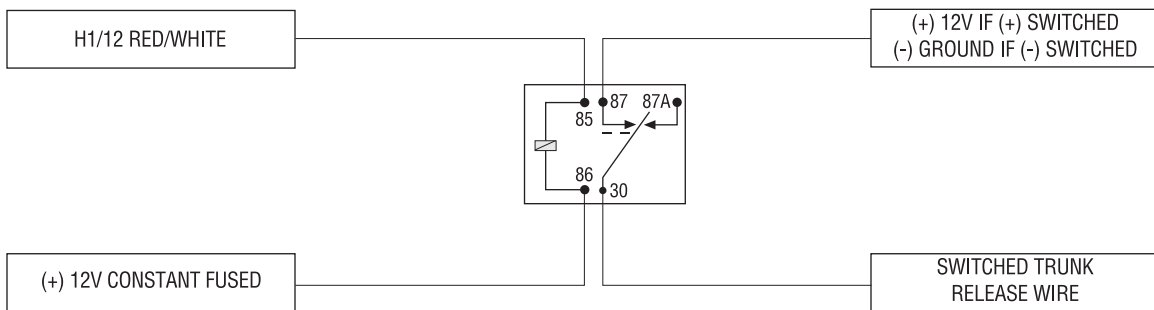 H1/12 RED/WHITE
(+) 12V IF (+) SWITCHED
(-) GROUND IF (-) SWITCHED
87 87A
85
86
30
(+) 12V CONSTANT FUSED
SWITCHED TRUNK
RELEASE WIRE